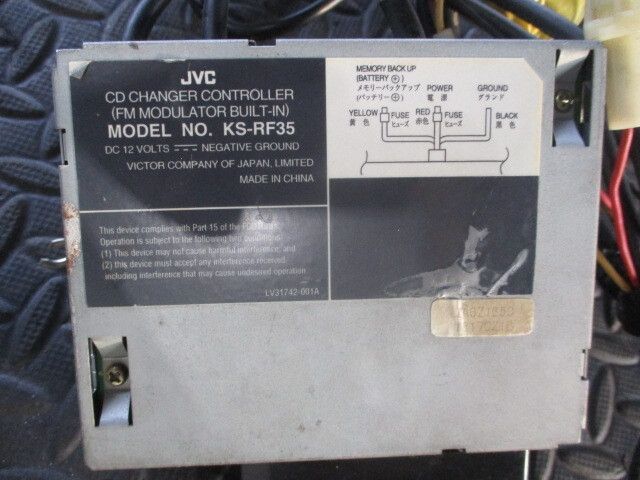 JVC
CD CHANGER CONTROLLER
(FM MODULATOR BUILT-IN)
MODEL NO. KS-RF35
DC 12 VOLTS NEGATIVE GROUND
VICTOR COMPANY OF JAPAN, LIMITED
MADE IN CHINA
This device complies with Part 15 of the FCC
Operation is subject to the following two conditions:
(1) This device may not cause harmful interference, and
(2) this device must accept any interference received,
including interference that may cause undesired operation
LV31742-001A
MEMORY BACK UP
(BATTERY ⊕)
メモリーバックアップ
(バッテリー⊕)
POWER
電源
GROUND
グランド
YELLOW
黄色
FUSE
ヒューズ
RED
赤色
FUSE
ヒューズ
BLACK
黒色